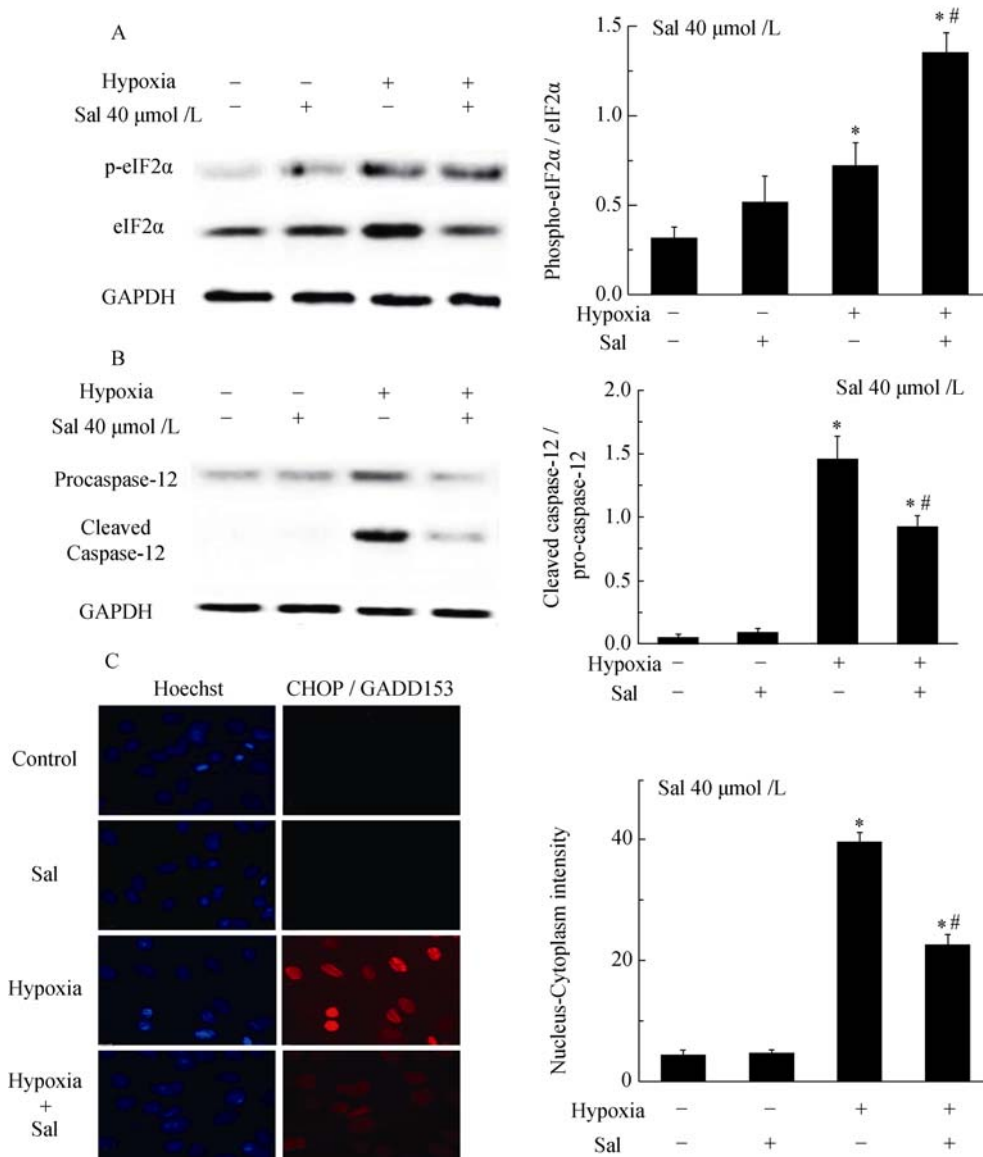 A
Hypoxia − − + +
Sal 40 μmol /L − + − +
p-eIF2α
eIF2α
GAPDH
Sal 40 μmol /L
Phospho-eIF2α / eIF2α
1.5
1.0
0.5
0.0
*
* #
Hypoxia − − + +
Sal − + − +
B
Hypoxia − − + +
Sal 40 μmol /L − + − +
Procaspase-12
Cleaved
Caspase-12
GAPDH
Sal 40 μmol /L
Cleaved caspase-12 /
pro-caspase-12
2.0
1.5
1.0
0.5
0.0
*
* #
Hypoxia − − + +
Sal − + − +
C
Hoechst CHOP / GADD153
Control
Sal
Hypoxia
Hypoxia
+
Sal
Sal 40 μmol /L
Nucleus-Cytoplasm intensity
40
20
0
*
* #
Hypoxia − − + +
Sal − + − +